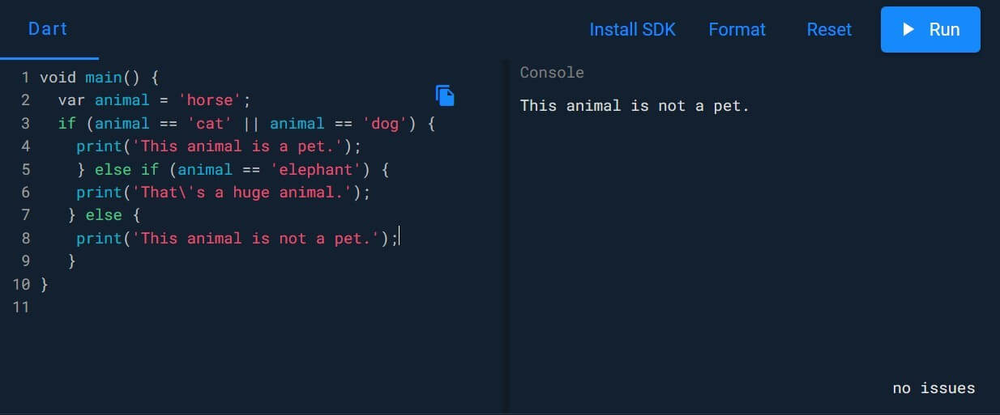 Dart
Install SDK Format Reset Run
1 void main() {
2   var animal = 'horse';
3   if (animal == 'cat' || animal == 'dog') {
4     print('This animal is a pet.');
5     } else if (animal == 'elephant') {
6     print('That\'s a huge animal.');
7    } else {
8     print('This animal is not a pet.');
9    }
10 }
11
Console
This animal is not a pet.
no issues